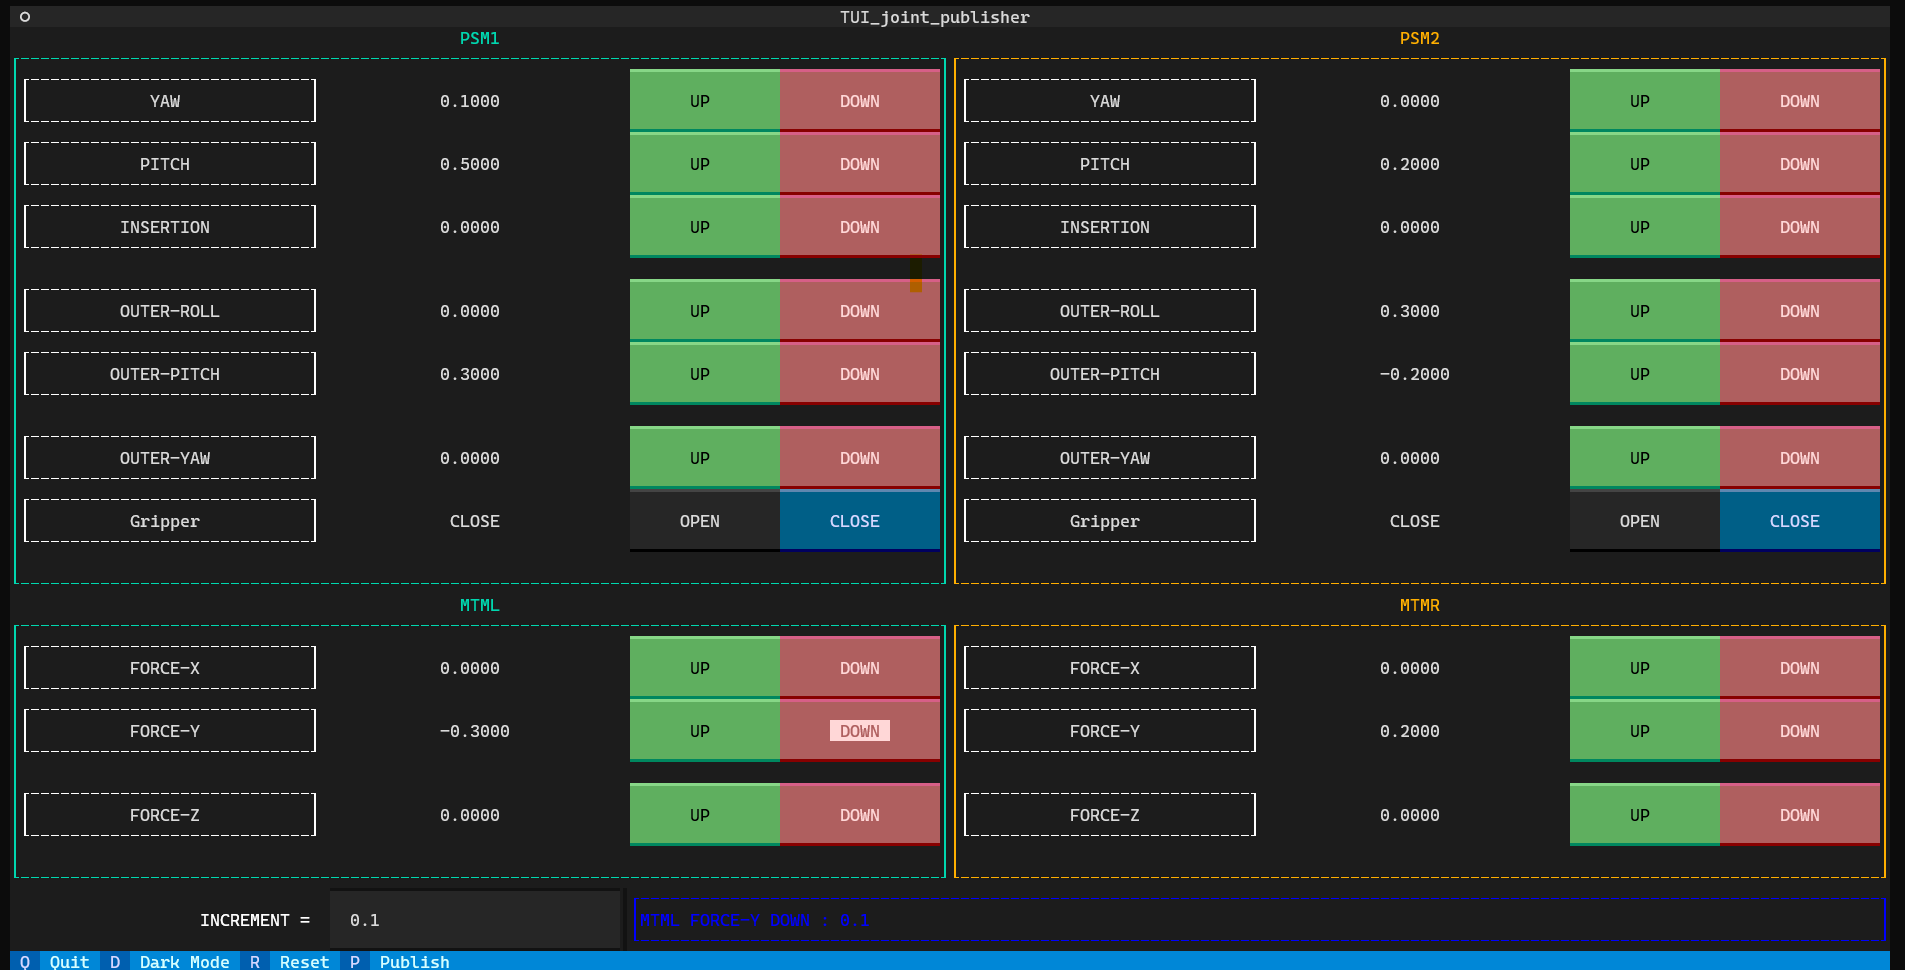 TUI_joint_publisher
PSM1 PSM2
YAW 0.1000 UP DOWN YAW 0.0000 UP DOWN
PITCH 0.5000 UP DOWN PITCH 0.2000 UP DOWN
INSERTION 0.0000 UP DOWN INSERTION 0.0000 UP DOWN
OUTER-ROLL 0.0000 UP DOWN OUTER-ROLL 0.3000 UP DOWN
OUTER-PITCH 0.3000 UP DOWN OUTER-PITCH -0.2000 UP DOWN
OUTER-YAW 0.0000 UP DOWN OUTER-YAW 0.0000 UP DOWN
Gripper CLOSE OPEN CLOSE Gripper CLOSE OPEN CLOSE
MTML MTMR
FORCE-X 0.0000 UP DOWN FORCE-X 0.0000 UP DOWN
FORCE-Y -0.3000 UP DOWN FORCE-Y 0.2000 UP DOWN
FORCE-Z 0.0000 UP DOWN FORCE-Z 0.0000 UP DOWN
INCREMENT = 0.1 MTML FORCE-Y DOWN : 0.1
Q Quit D Dark Mode R Reset P Publish